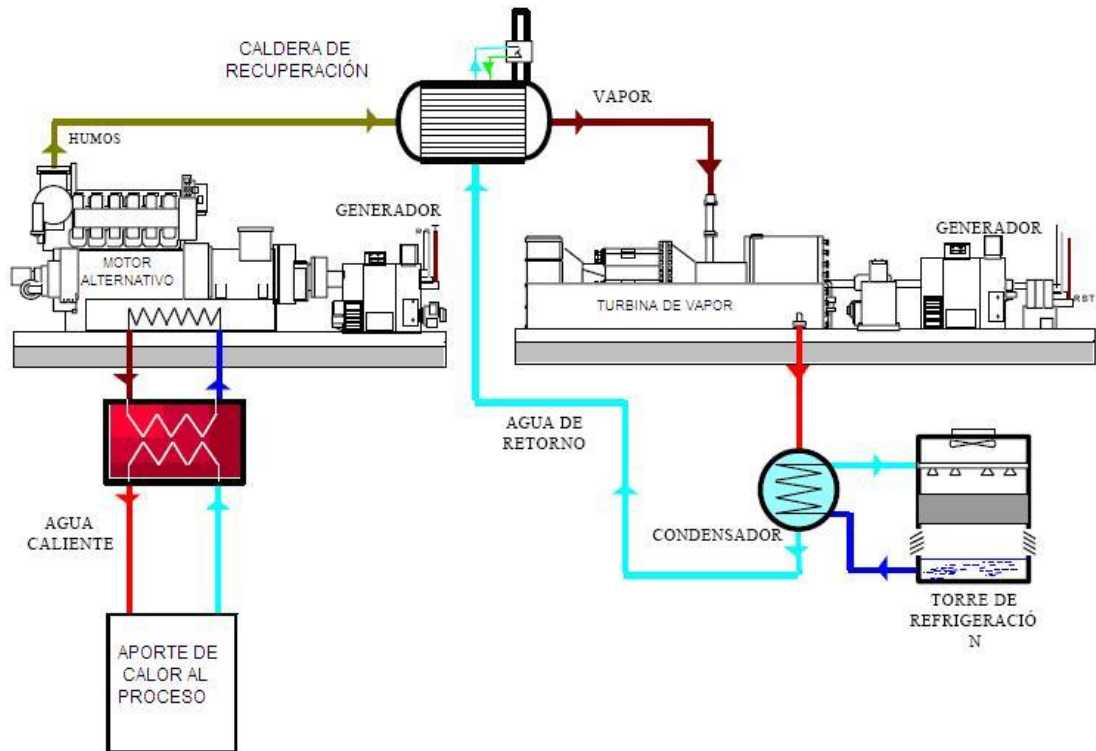 CALDERA DE
RECUPERACIÓN
VAPOR
HUMOS
GENERADOR
GENERADOR
MOTOR
ALTERNATIVO
TURBINA DE VAPOR
RST
AGUA DE
RETORNO
AGUA
CALIENTE
CONDENSADOR
TORRE DE
REFRIGERACIÓ
N
APORTE DE
CALOR AL
PROCESO